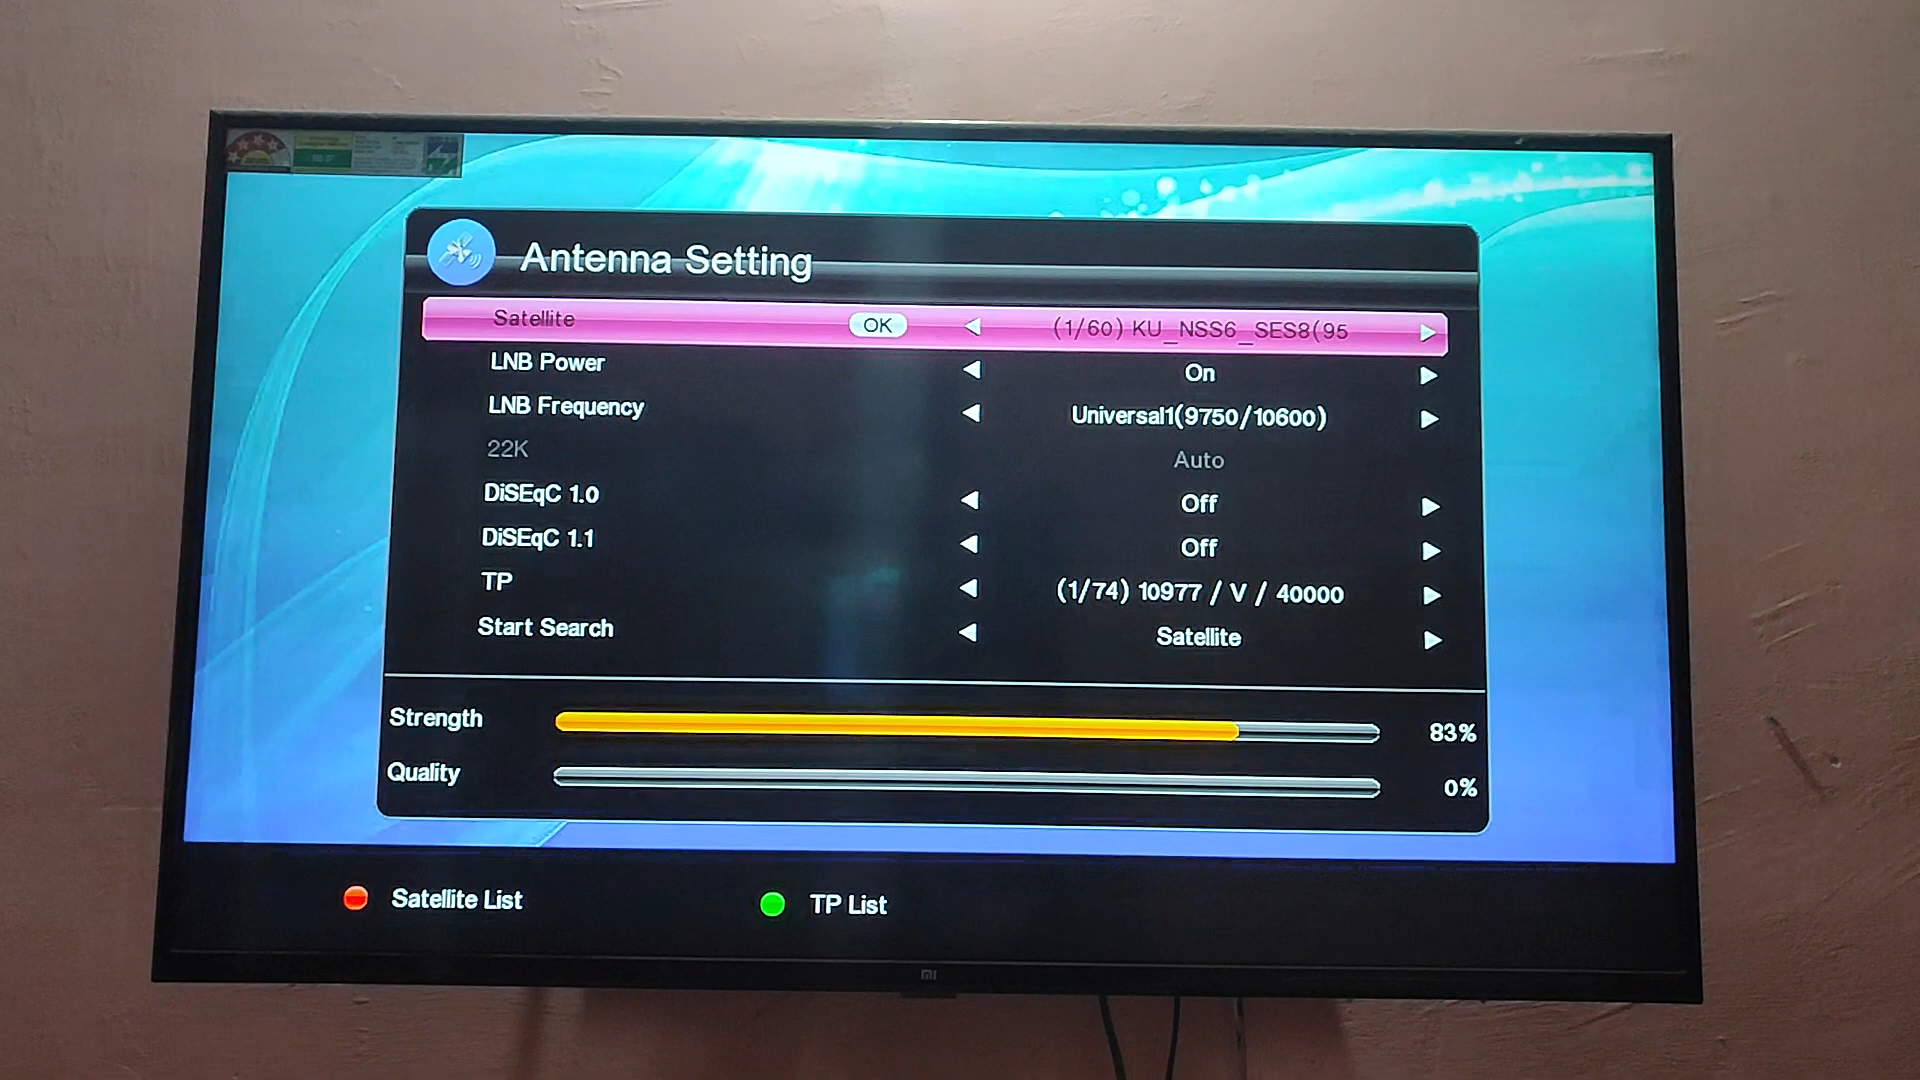 Antenna Setting
Satellite OK (1/60) KU_NSS6_SES8(95
LNB Power On
LNB Frequency Universal1(9750/10600)
22K Auto
DiSEqC 1.0 Off
DiSEqC 1.1 Off
TP (1/74) 10977 / V / 40000
Start Search Satellite
Strength 83%
Quality 0%
Satellite List TP List
mi